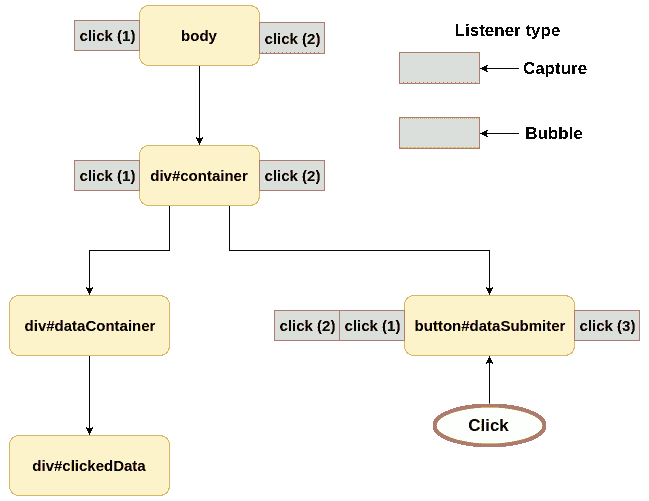 click (1)
body
click (2)
Listener type
Capture
Bubble
click (1)
div#container
click (2)
div#dataContainer
click (2)
click (1)
button#dataSubmiter
click (3)
Click
div#clickedData